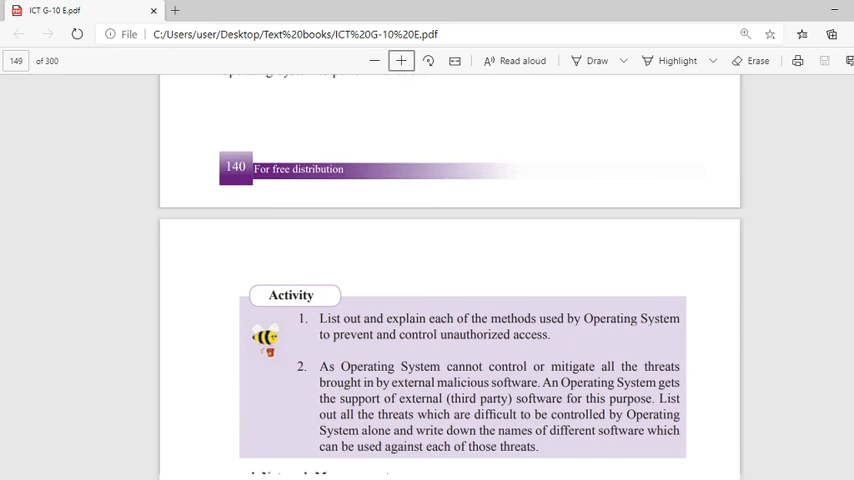 ICT G-10 E.pdf
File C:/Users/user/Desktop/Text%20books/ICT%20G-10%20E.pdf
149 of 300 Read aloud Draw Highlight Erase
140 For free distribution
Activity
1. List out and explain each of the methods used by Operating System
to prevent and control unauthorized access.
2. As Operating System cannot control or mitigate all the threats
brought in by external malicious software. An Operating System gets
the support of external (third party) software for this purpose. List
out all the threats which are difficult to be controlled by Operating
System alone and write down the names of different software which
can be used against each of those threats.